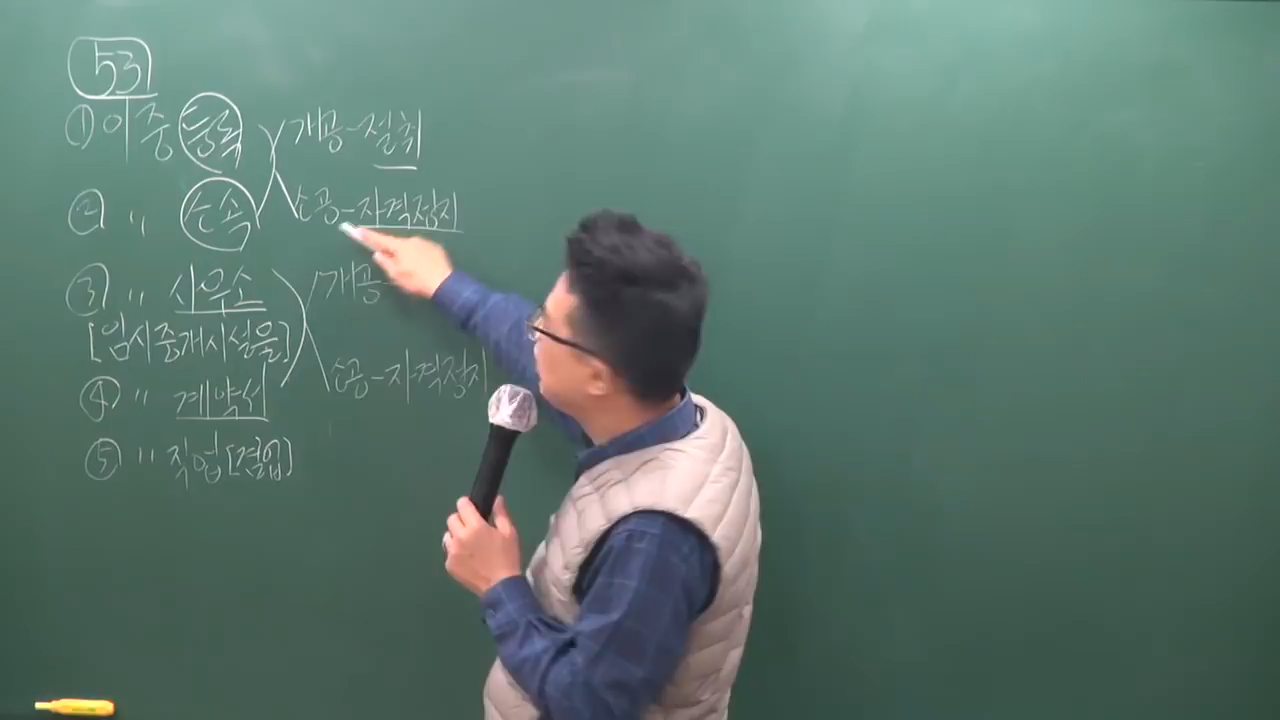 53
① 이중 등록 개공-절취
② 〃 소속 소공-자격정지
③ 〃 사무소 개공-
[임시중개시설물]
④ 〃 계약서 소공-자격정지
⑤ 〃 직업[겸업]